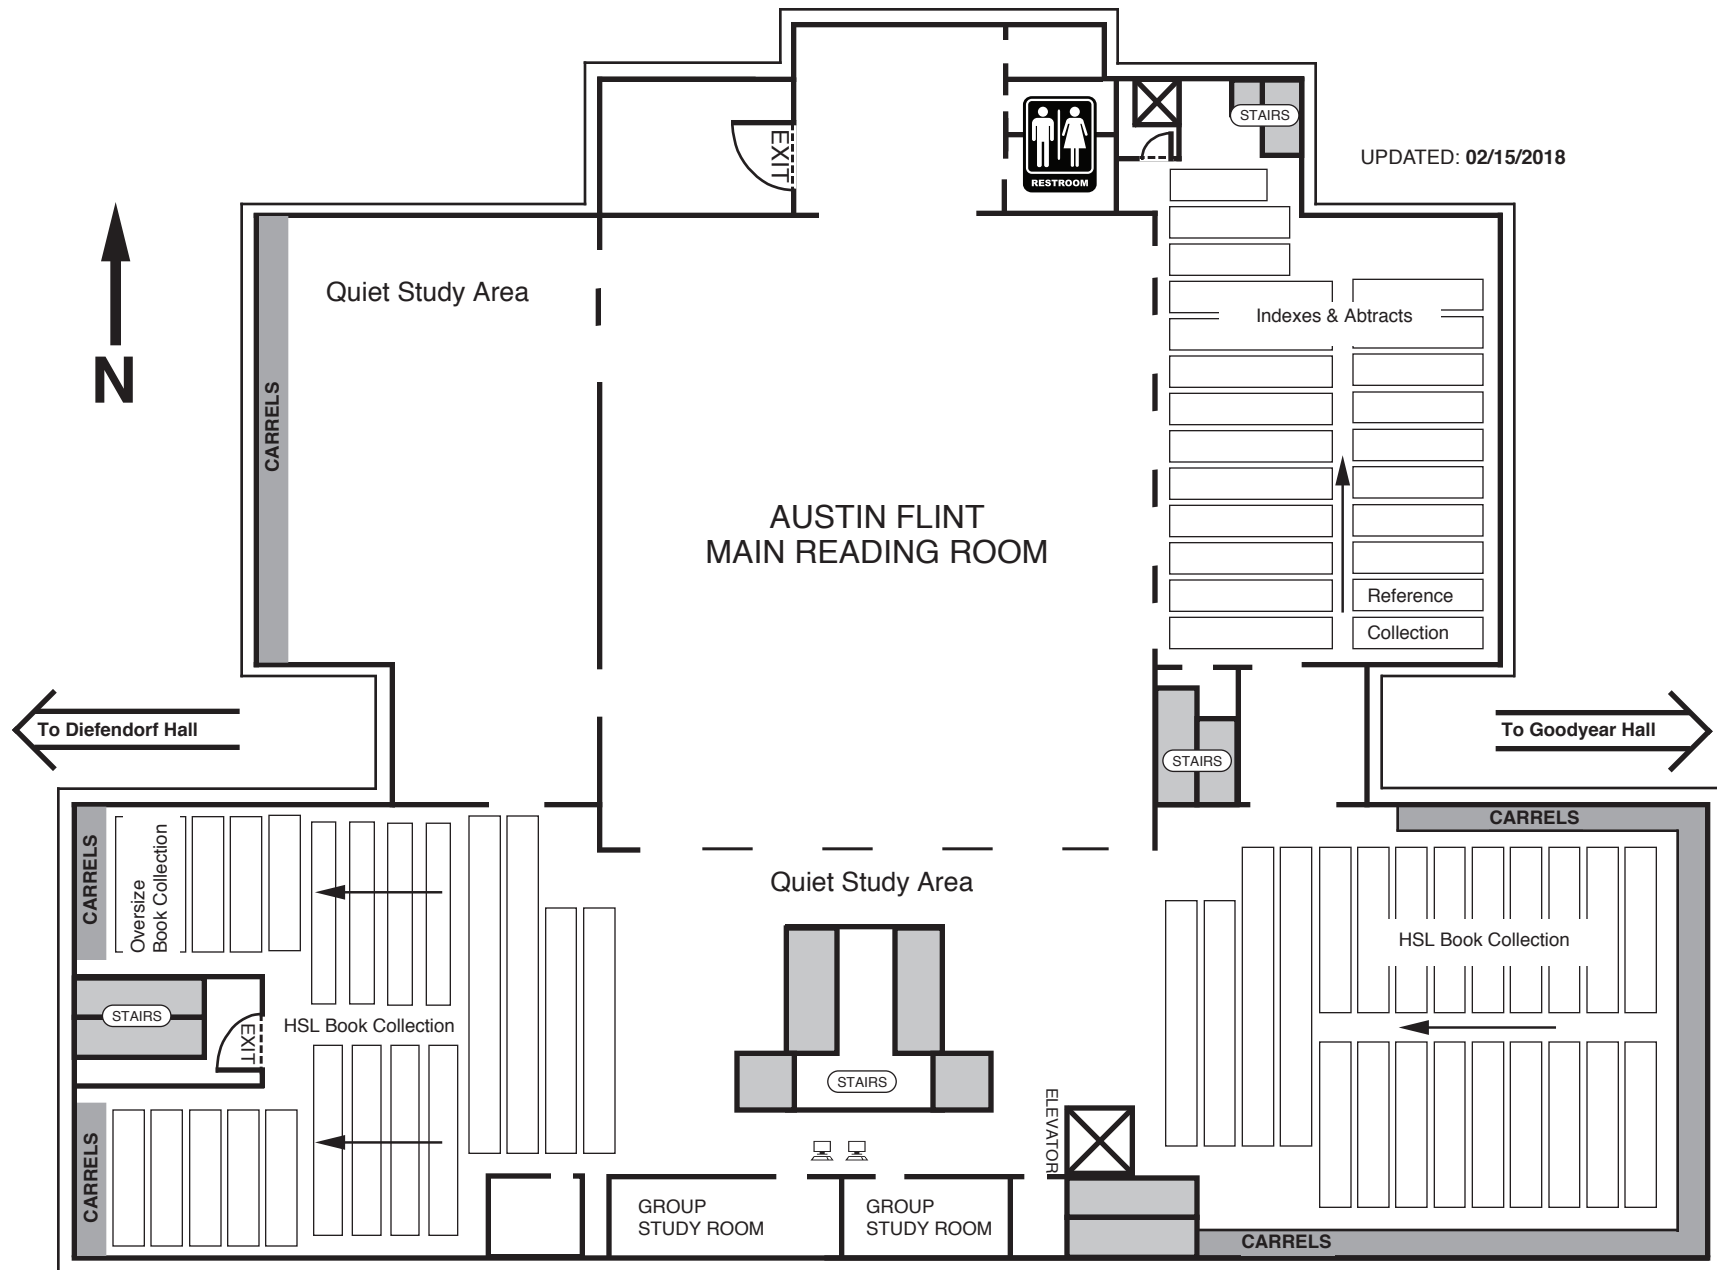 EXIT
RESTROOM
STAIRS
UPDATED: 02/15/2018
N
Quiet Study Area
CARRELS
Indexes & Abtracts
AUSTIN FLINT
MAIN READING ROOM
Reference
Collection
To Diefendorf Hall
STAIRS
To Goodyear Hall
CARRELS
Oversize
Book Collection
Quiet Study Area
CARRELS
HSL Book Collection
STAIRS
EXIT
HSL Book Collection
STAIRS
ELEVATOR
CARRELS
GROUP
STUDY ROOM
GROUP
STUDY ROOM
CARRELS